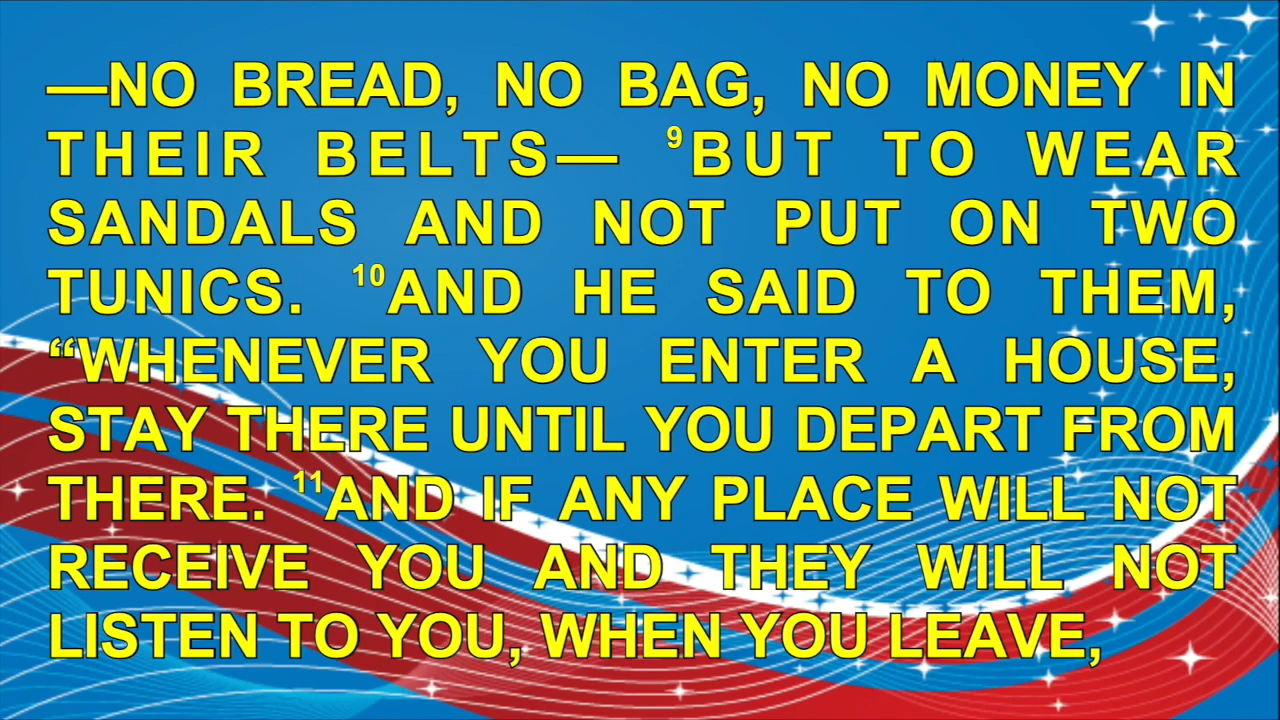 —NO BREAD, NO BAG, NO MONEY IN
THEIR BELTS— ⁹BUT TO WEAR
SANDALS AND NOT PUT ON TWO
TUNICS. ¹⁰AND HE SAID TO THEM,
“WHENEVER YOU ENTER A HOUSE,
STAY THERE UNTIL YOU DEPART FROM
THERE. ¹¹AND IF ANY PLACE WILL NOT
RECEIVE YOU AND THEY WILL NOT
LISTEN TO YOU, WHEN YOU LEAVE,